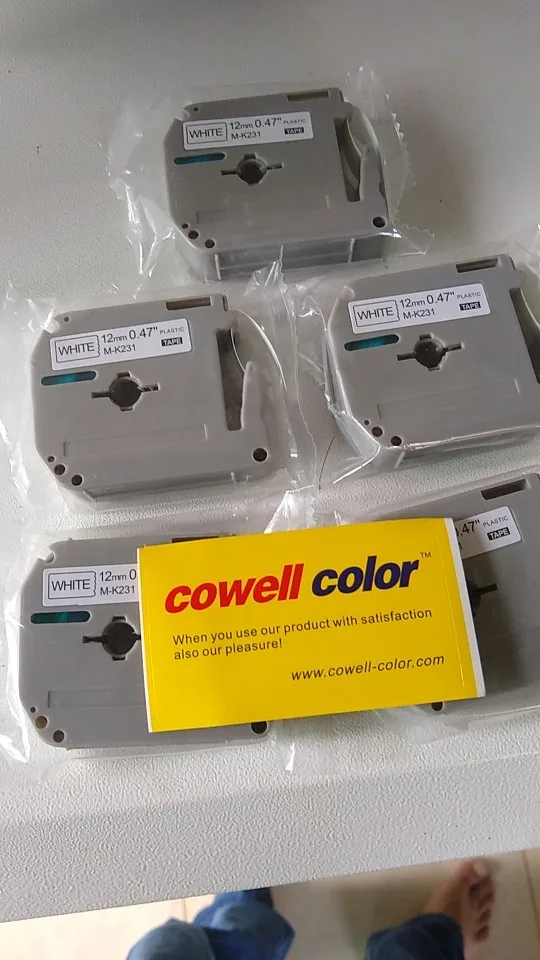 WHITE 12mm 0.47" PLASTIC
M-K231 TAPE
WHITE 12mm 0.47" PLASTIC
M-K231 TAPE
WHITE 12mm 0.47" PLASTIC
M-K231 TAPE
WHITE 12mm 0
M-K231
.47" PLASTIC
TAPE
cowell color™
When you use our product with satisfaction
also our pleasure!
www.cowell-color.com